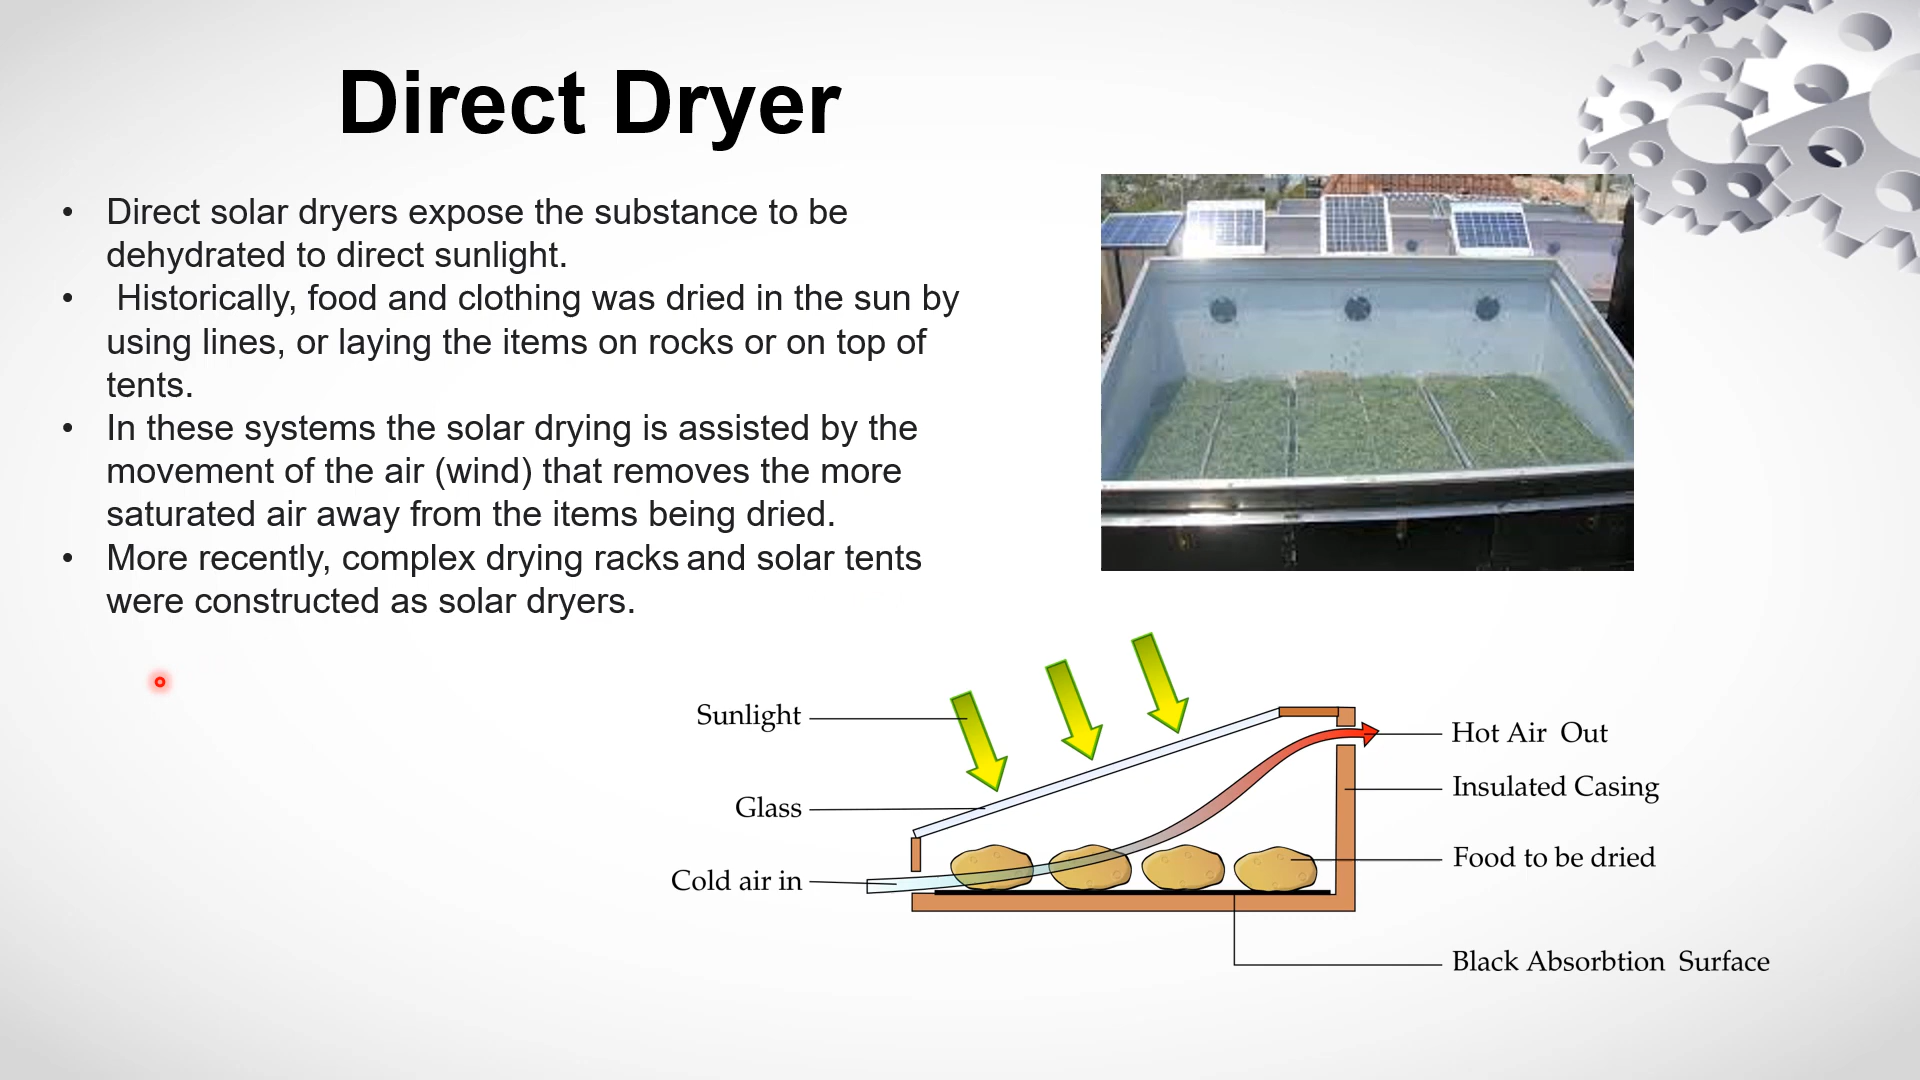 Direct Dryer
• Direct solar dryers expose the substance to be
dehydrated to direct sunlight.
• Historically, food and clothing was dried in the sun by
using lines, or laying the items on rocks or on top of
tents.
• In these systems the solar drying is assisted by the
movement of the air (wind) that removes the more
saturated air away from the items being dried.
• More recently, complex drying racks and solar tents
were constructed as solar dryers.
Sunlight
Glass
Cold air in
Hot Air Out
Insulated Casing
Food to be dried
Black Absorbtion Surface